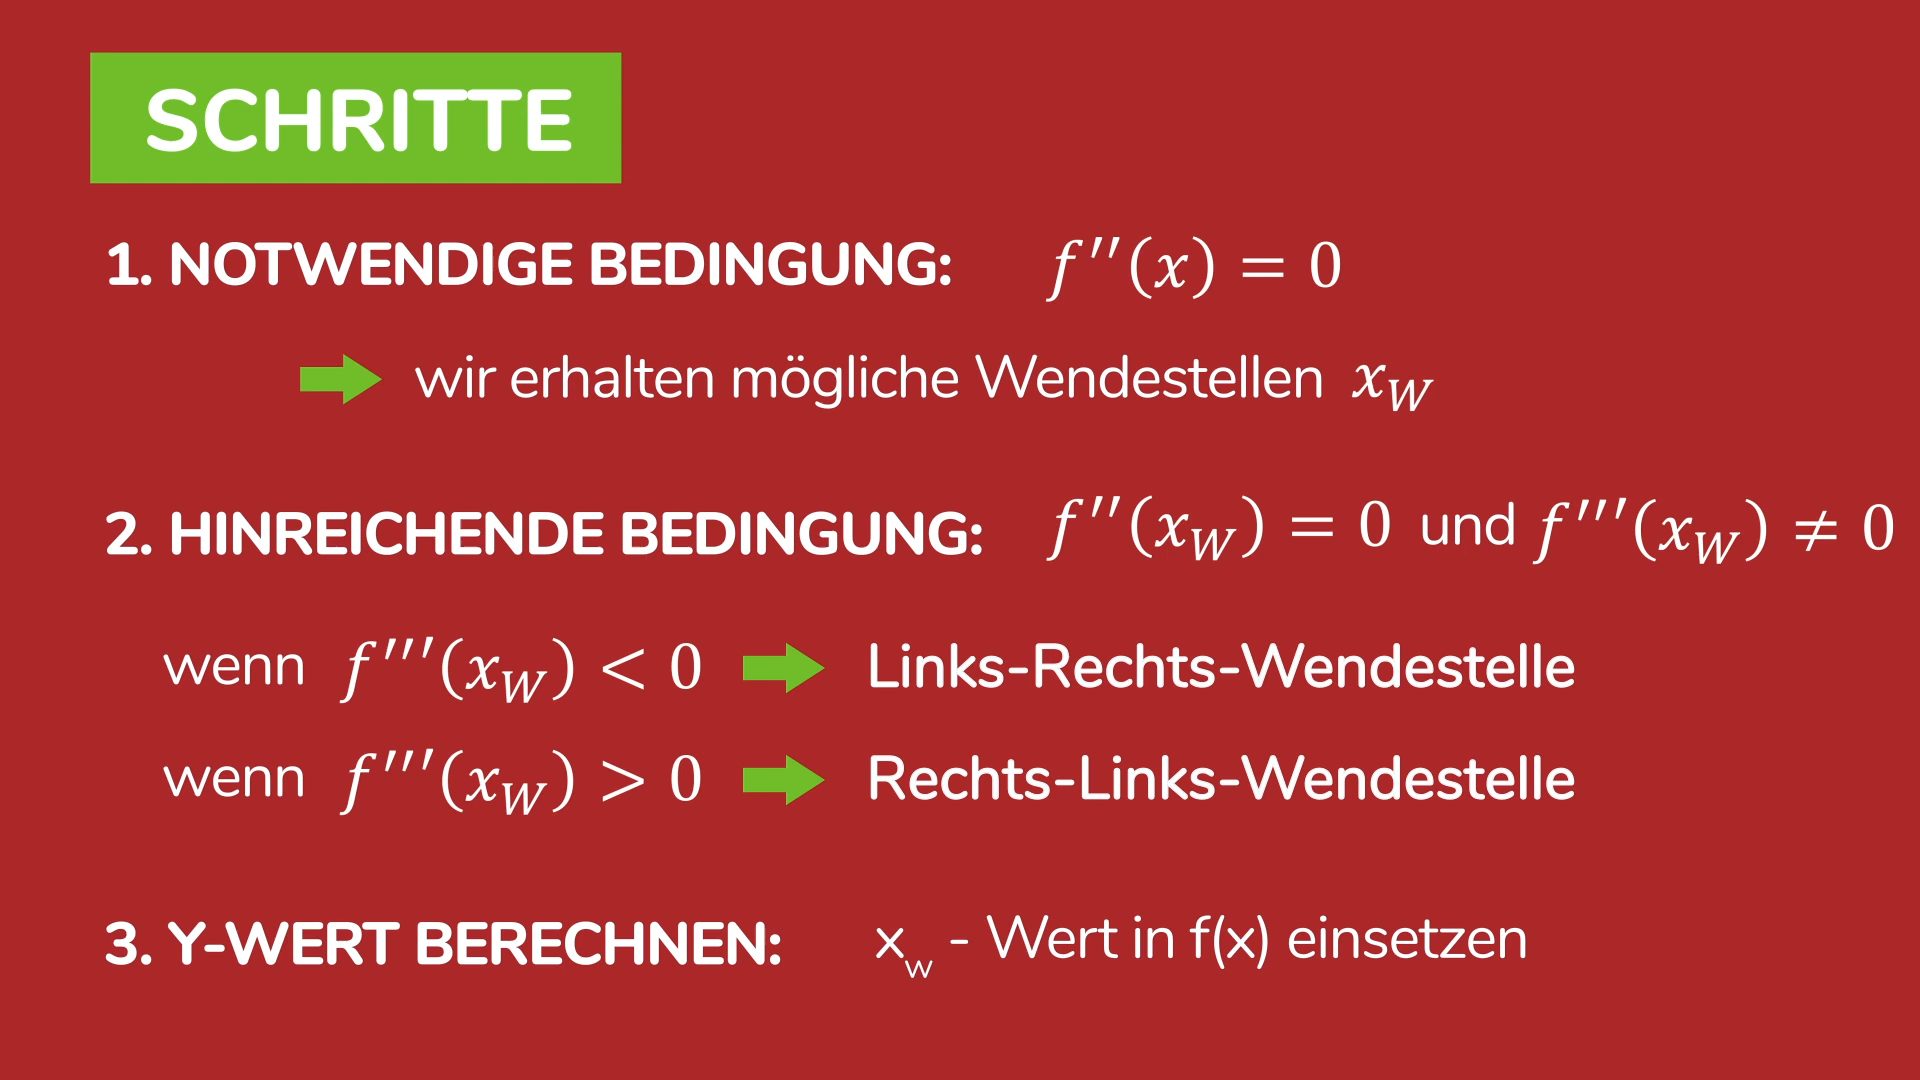 SCHRITTE
1. NOTWENDIGE BEDINGUNG: f''(x) = 0
wir erhalten mögliche Wendestellen x_W
2. HINREICHENDE BEDINGUNG: f''(x_W) = 0 und f'''(x_W) ≠ 0
wenn f'''(x_W) < 0 Links-Rechts-Wendestelle
wenn f'''(x_W) > 0 Rechts-Links-Wendestelle
3. Y-WERT BERECHNEN: x_w - Wert in f(x) einsetzen